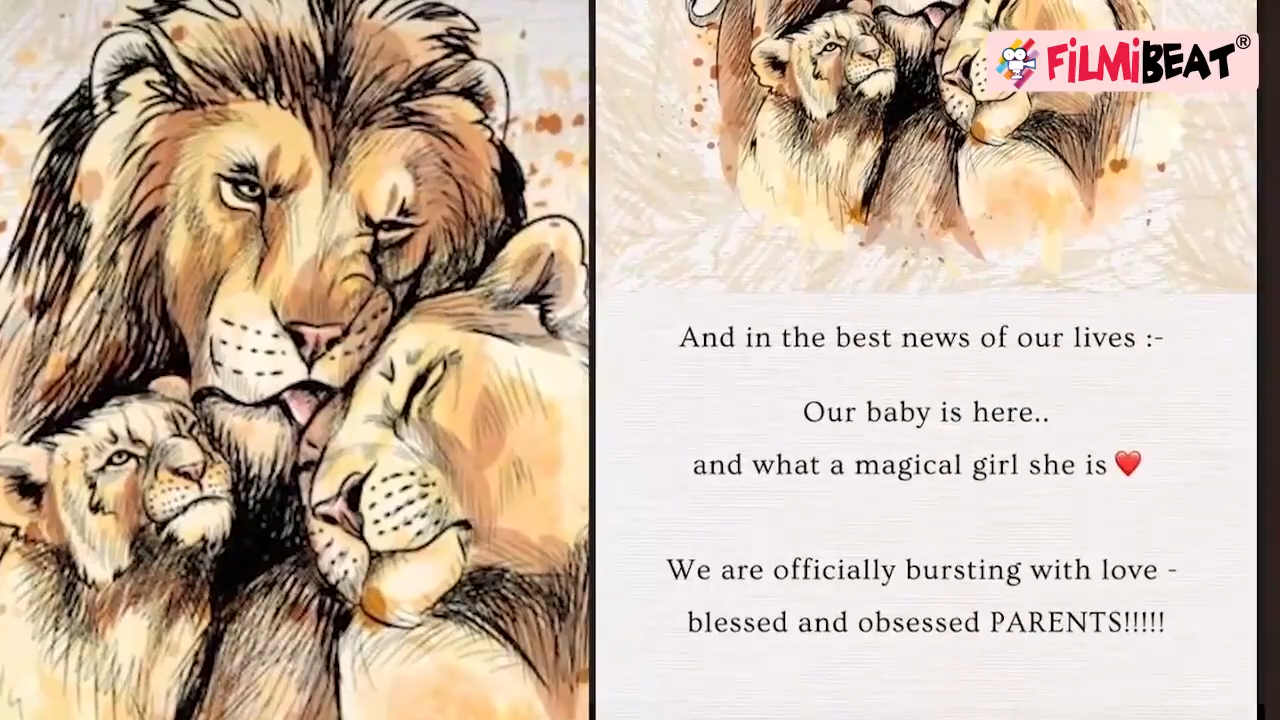 FiLMiBEAT®
And in the best news of our lives :-
Our baby is here..
and what a magical girl she is ❤️
We are officially bursting with love -
blessed and obsessed PARENTS!!!!!